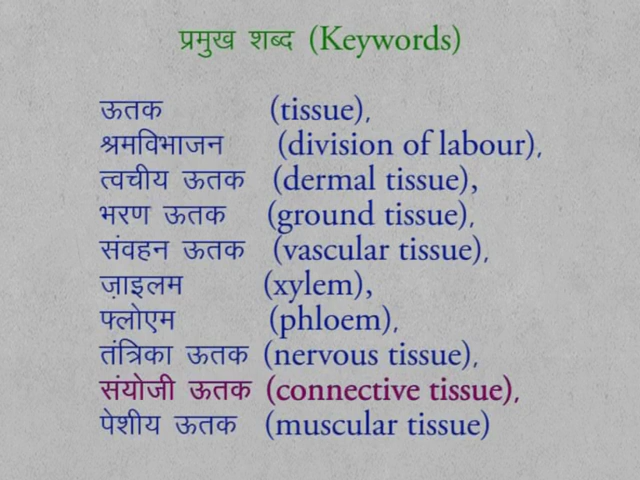 प्रमुख शब्द (Keywords)
ऊतक (tissue),
श्रमविभाजन (division of labour),
त्वचीय ऊतक (dermal tissue),
भरण ऊतक (ground tissue),
संवहन ऊतक (vascular tissue),
ज़ाइलम (xylem),
फ्लोएम (phloem),
तंत्रिका ऊतक (nervous tissue),
संयोजी ऊतक (connective tissue),
पेशीय ऊतक (muscular tissue)